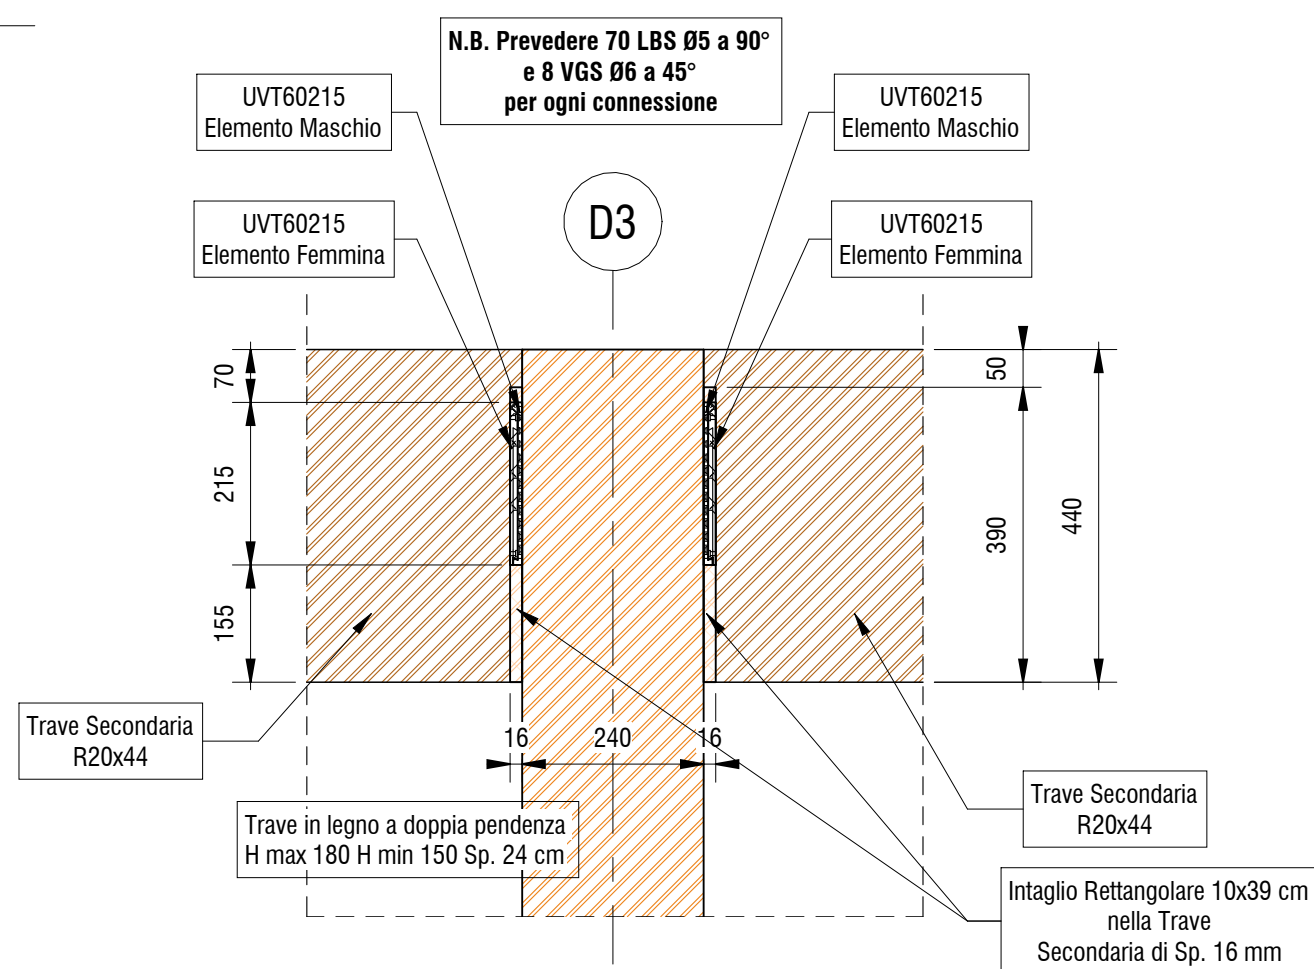 N.B. Prevedere 70 LBS Ø5 a 90°
e 8 VGS Ø6 a 45°
per ogni connessione
UVT60215
Elemento Maschio
UVT60215
Elemento Maschio
UVT60215
Elemento Femmina
D3
UVT60215
Elemento Femmina
70
215
155
50
390
440
16
240
16
Trave Secondaria
R20x44
Trave Secondaria
R20x44
Trave in legno a doppia pendenza
H max 180 H min 150 Sp. 24 cm
Intaglio Rettangolare 10x39 cm
nella Trave
Secondaria di Sp. 16 mm